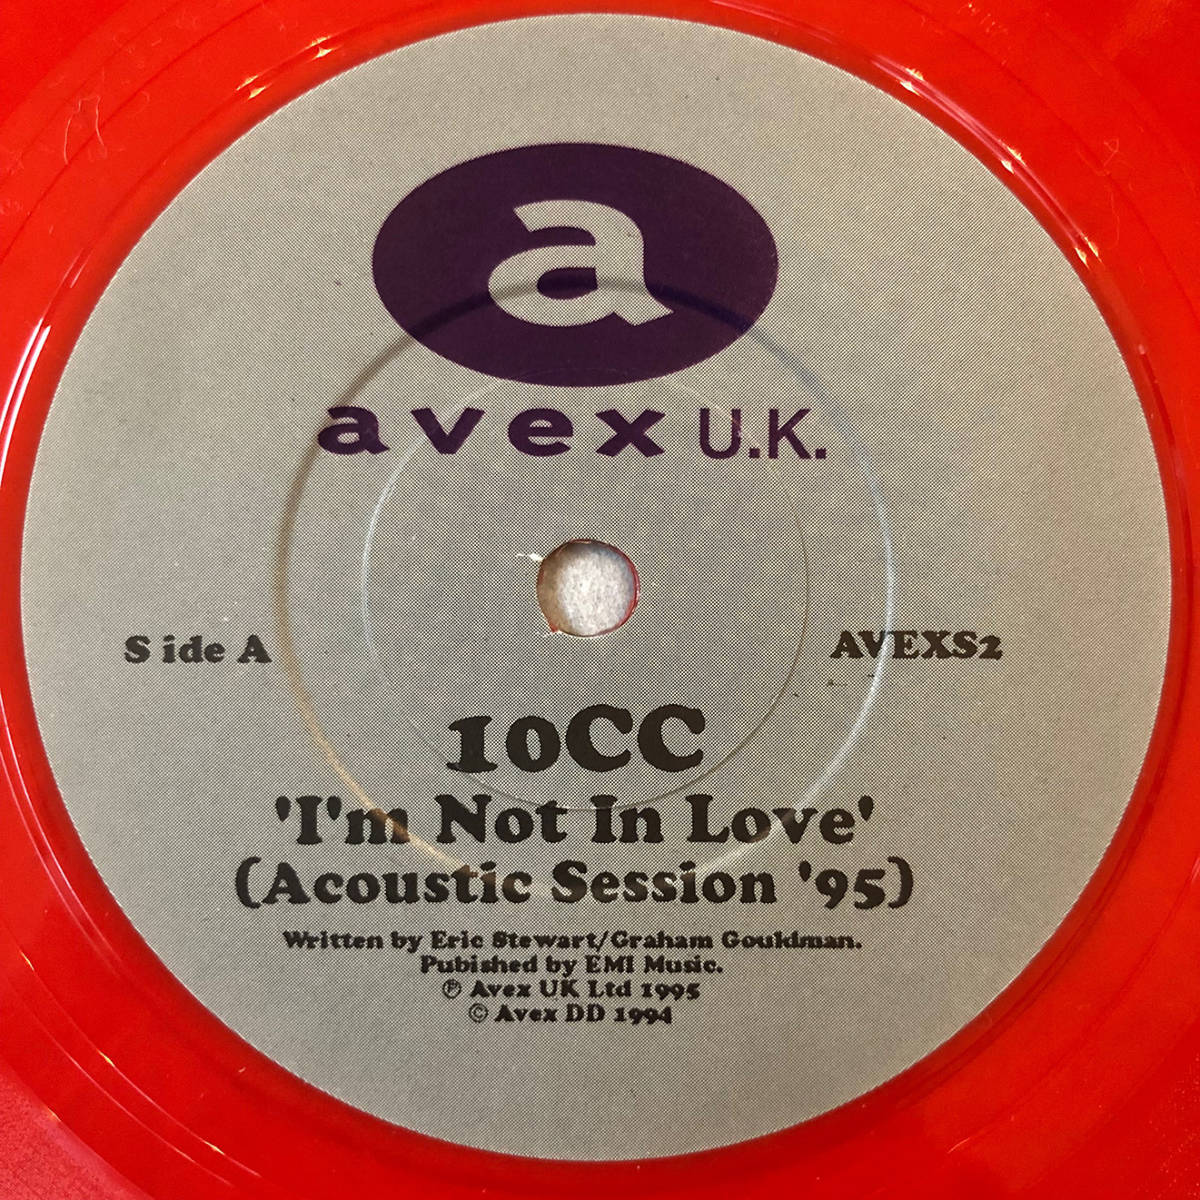 a
avex U.K.
Side A
AVEXS2
10CC
'I'm Not In Love'
(Acoustic Session '95)
Written by Eric Stewart/Graham Gouldman.
Pubished by EMI Music.
℗ Avex UK Ltd 1995
© Avex DD 1994